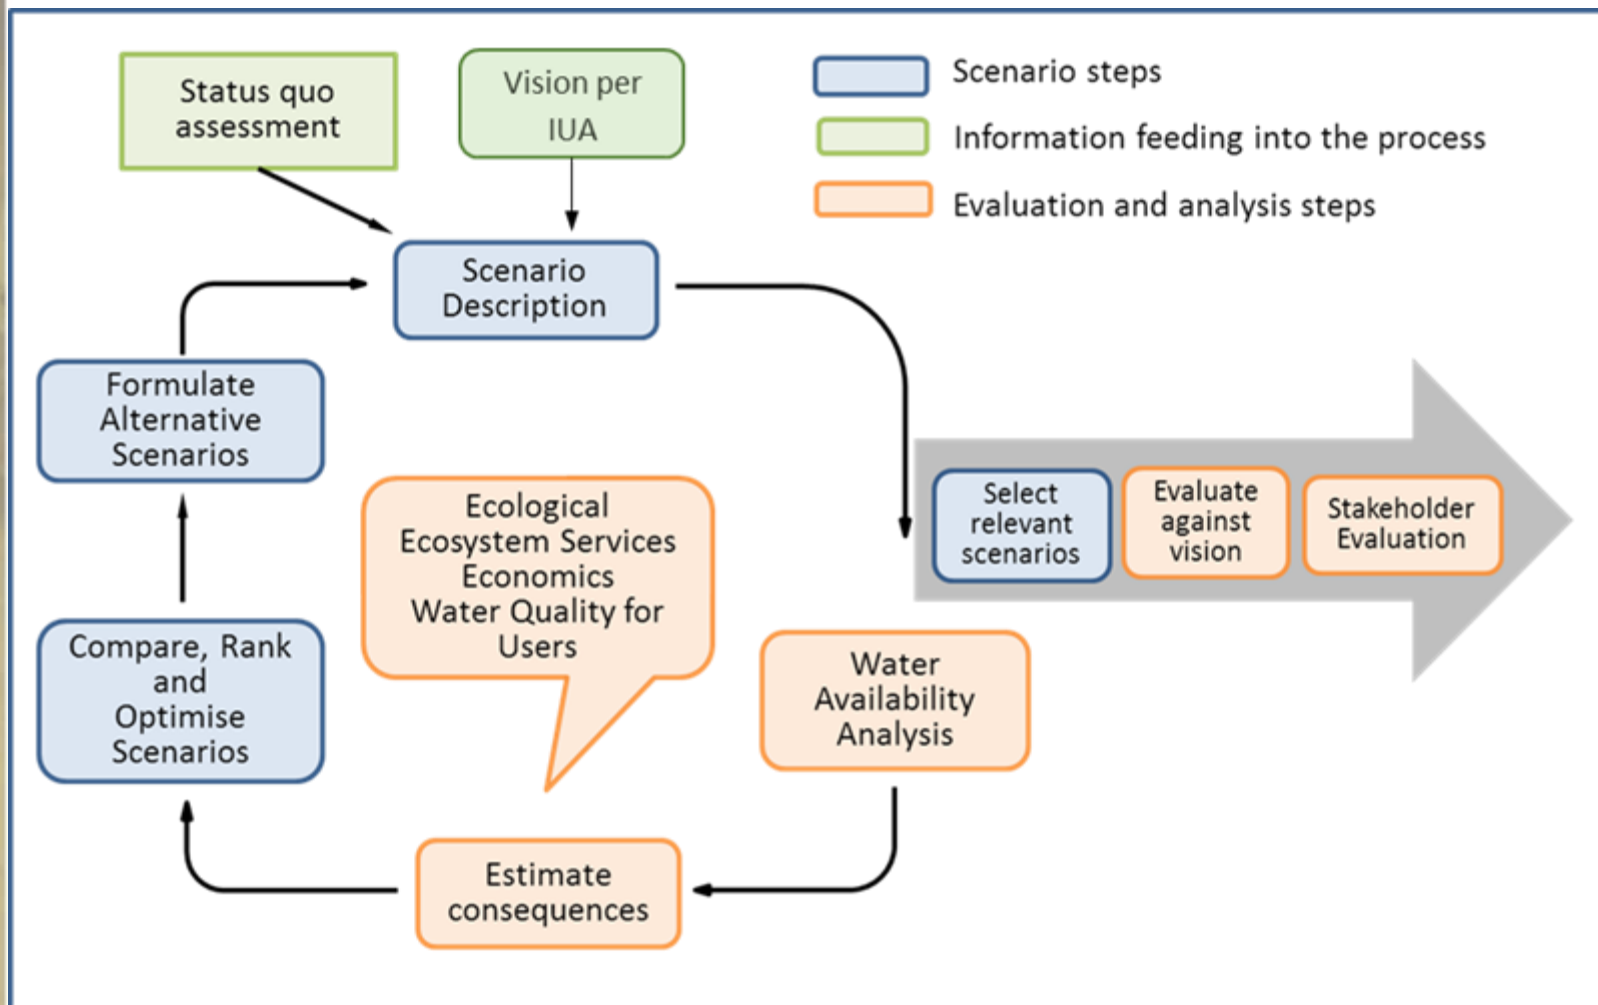 Status quo
assessment
Vision per
IUA
Scenario steps
Information feeding into the process
Evaluation and analysis steps
Scenario
Description
Formulate
Alternative
Scenarios
Select
relevant
scenarios
Evaluate
against
vision
Stakeholder
Evaluation
Ecological
Ecosystem Services
Economics
Water Quality for
Users
Compare, Rank
and
Optimise
Scenarios
Water
Availability
Analysis
Estimate
consequences